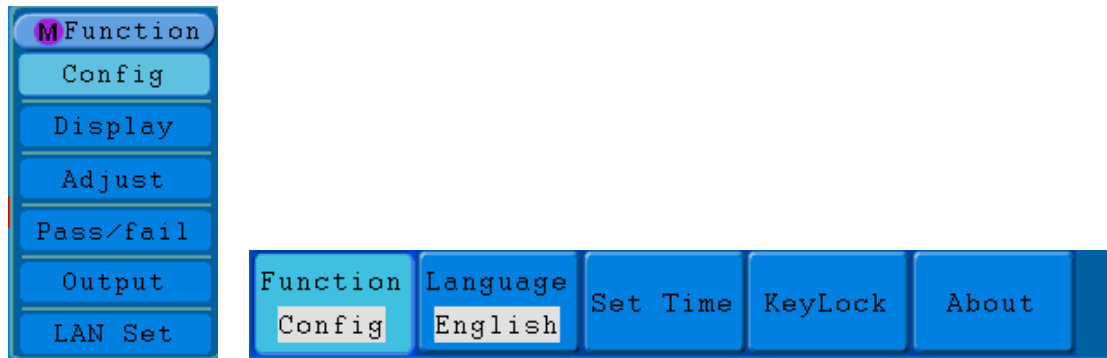 MFunction
Config
Display
Adjust
Pass/fail
Output
LAN Set
Function
Config
Language
English
Set Time
KeyLock
About